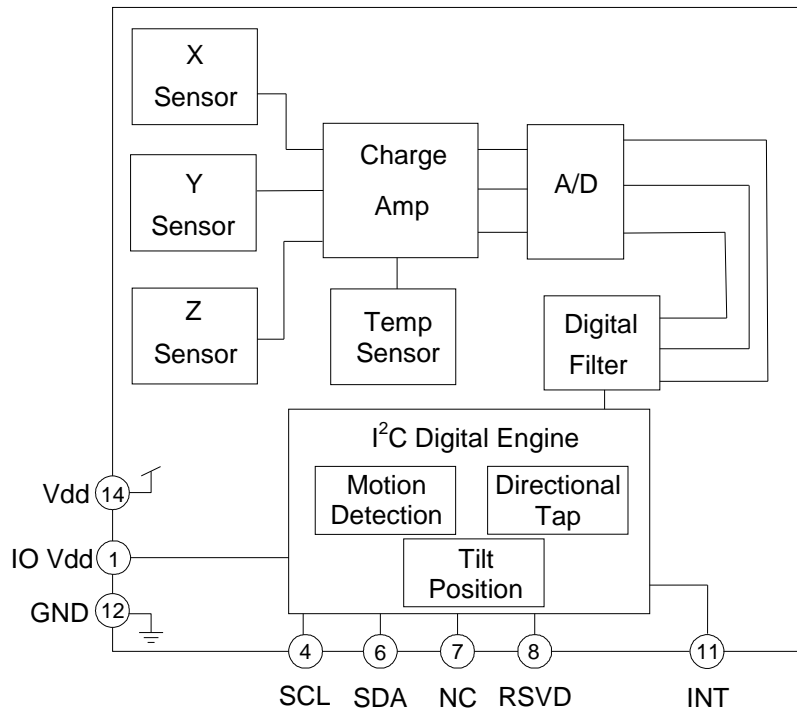 X
Sensor
Y
Sensor
Z
Sensor
Charge
Amp
A/D
Temp
Sensor
Digital
Filter
I²C Digital Engine
Motion
Detection
Directional
Tap
Tilt
Position
Vdd 14
IO Vdd 1
GND 12
4 6 7 8 11
SCL SDA NC RSVD INT